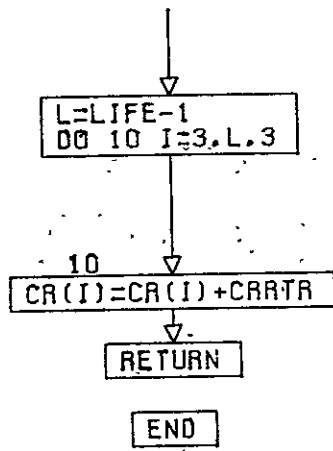 L=LIFE-1
DO 10 I=3,L,3
10
CR(I)=CR(I)+CRRTR
RETURN
END